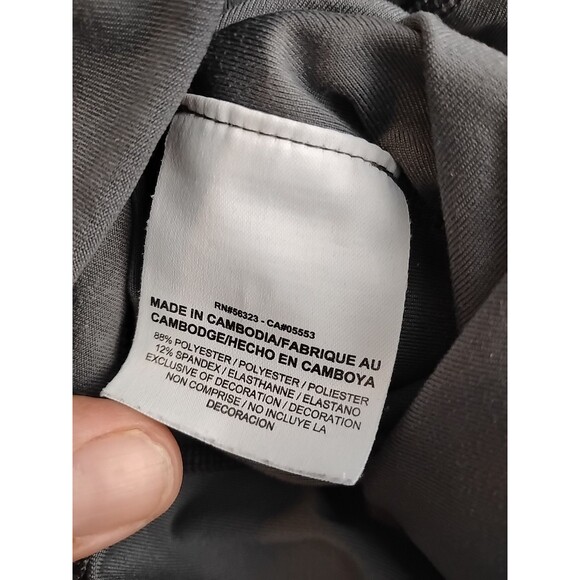 RN#56323 - CA#05553
MADE IN CAMBODIA/FABRIQUE AU
CAMBODGE/HECHO EN CAMBOYA
88% POLYESTER / POLYESTER / POLIESTER
12% SPANDEX / ELASTHANNE / ELASTANO
EXCLUSIVE OF DECORATION / DECORATION
NON COMPRISE / NO INCLUYE LA
DECORACION